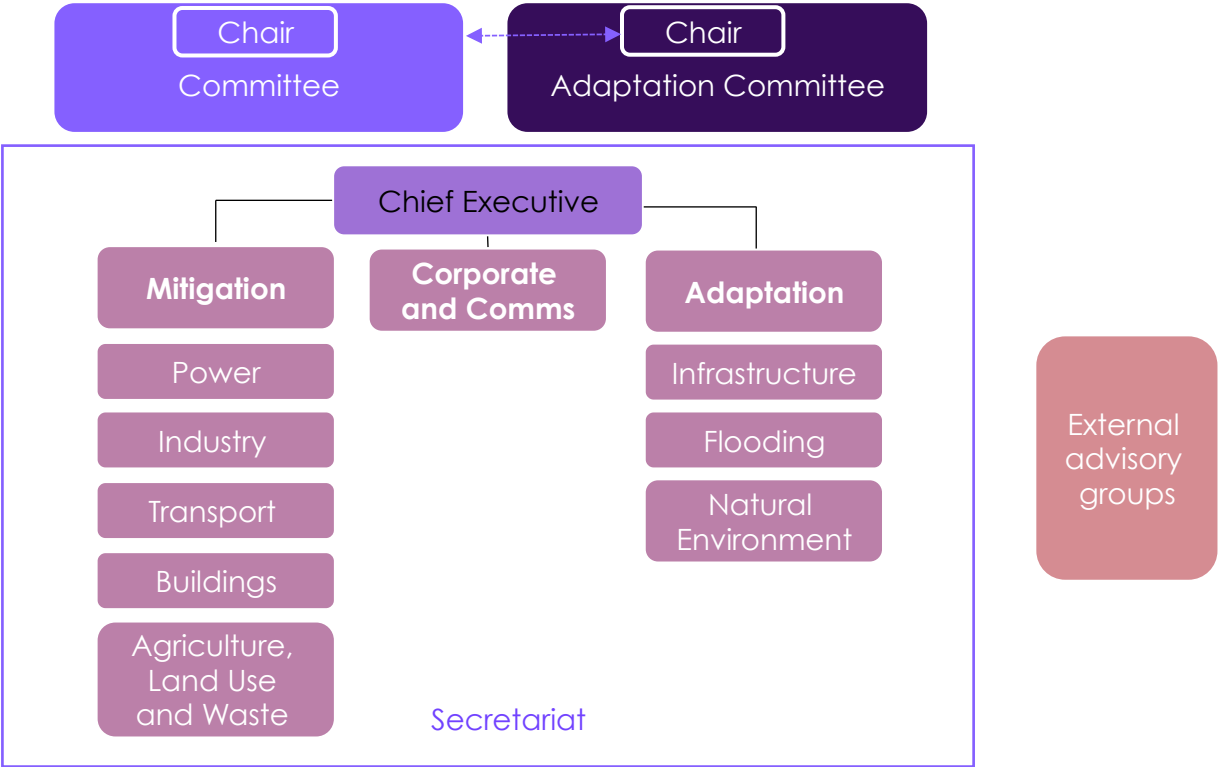 Chair
Committee
Chair
Adaptation Committee
Chief Executive
Mitigation
Power
Industry
Transport
Buildings
Agriculture,
Land Use
and Waste
Corporate
and Comms
Adaptation
Infrastructure
Flooding
Natural
Environment
Secretariat
External
advisory
groups